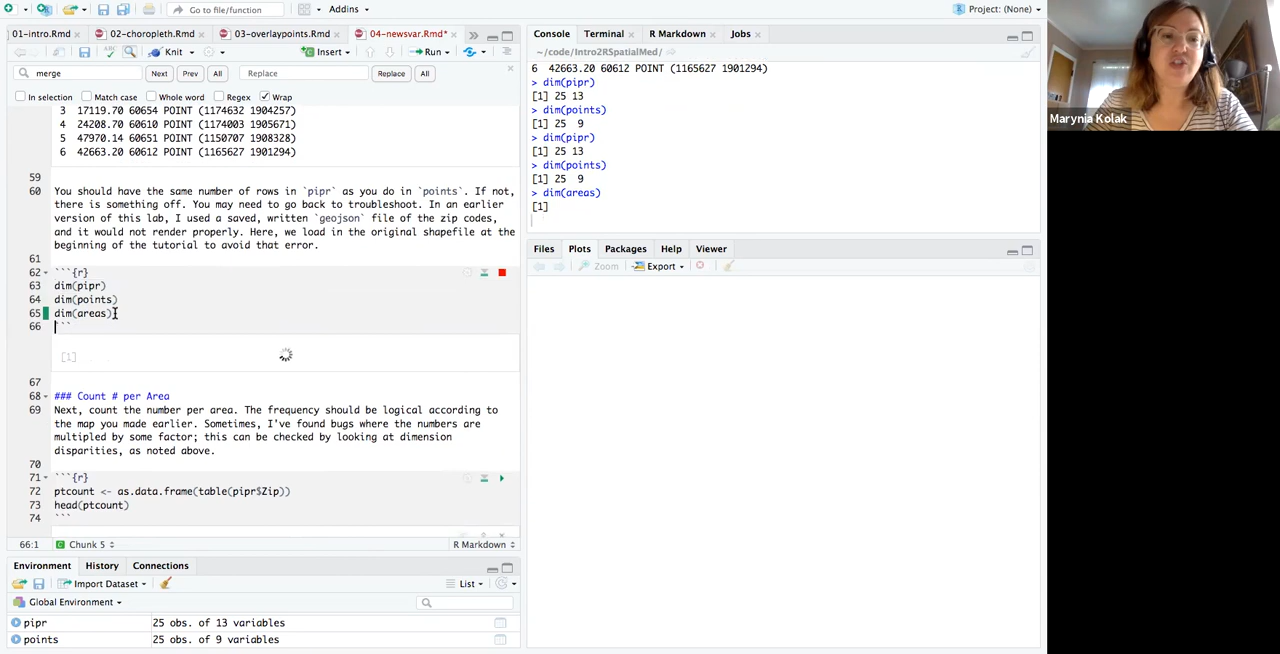 Go to file/function
Addins
Project: (None)
01-intro.Rmd
02-choropleth.Rmd
03-overlaypoints.Rmd
04-newsvar.Rmd*
ABC
Knit
Insert
Run
merge
Next
Prev
All
Replace
Replace
All
In selection
Match case
Whole word
Regex
Wrap
3 17119.70 60654 POINT (1174632 1904257)
4 24208.70 60610 POINT (1174003 1905671)
5 47970.14 60651 POINT (1150707 1908328)
6 42663.20 60612 POINT (1165627 1901294)
59
60 You should have the same number of rows in `pipr` as you do in `points`. If not,
there is something off. You may need to go back to troubleshoot. In an earlier
version of this lab, I used a saved, written `geojson` file of the zip codes,
and it would not render properly. Here, we load in the original shapefile at the
beginning of the tutorial to avoid that error.
61
62 ```{r}
63 dim(pipr)
64 dim(points)
65 dim(areas)
66 ```
[1]
67
68 ### Count # per Area
69 Next, count the number per area. The frequency should be logical according to
the map you made earlier. Sometimes, I've found bugs where the numbers are
multiplied by some factor; this can be checked by looking at dimension
disparities, as noted above.
70
71 ```{r}
72 ptcount <- as.data.frame(table(pipr$Zip))
73 head(ptcount)
74 ```
66:1
Chunk 5
R Markdown
Environment
History
Connections
Import Dataset
List
Global Environment
pipr 25 obs. of 13 variables
points 25 obs. of 9 variables
Console
Terminal
R Markdown
Jobs
~/code/Intro2RSpatialMed/
6 42663.20 60612 POINT (1165627 1901294)
> dim(pipr)
[1] 25 13
> dim(points)
[1] 25 9
> dim(pipr)
[1] 25 13
> dim(points)
[1] 25 9
> dim(areas)
[1]
Files
Plots
Packages
Help
Viewer
Zoom
Export
Marynia Kolak